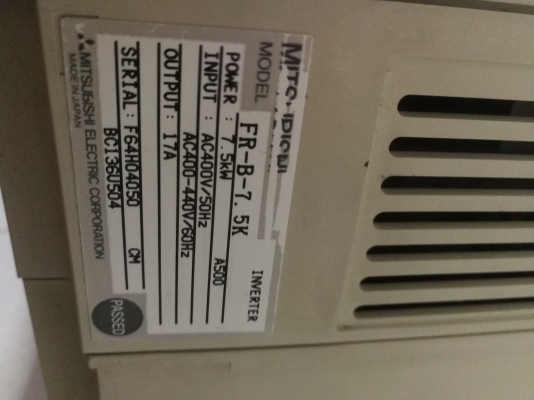 MITSUBISHI
INVERTER
MODEL FR-B-7.5K
A500
POWER : 7.5kW
INPUT : AC400V/50Hz
AC400-440V/60Hz
OUTPUT : 17A
SERIAL : F64H04050 CM
BC136U504
MITSUBISHI ELECTRIC CORPORATION
MADE IN JAPAN
PASSED